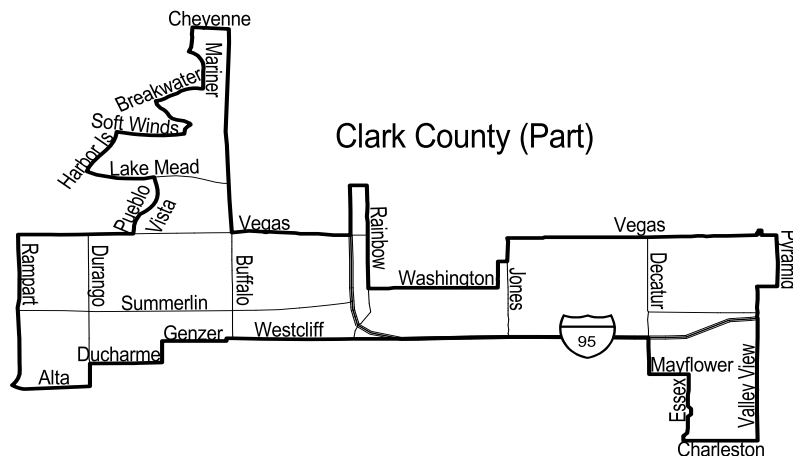 Cheyenne
Mariner
Breakwater
Soft Winds
Harbor Is
Lake Mead
Pueblo
Vista
Clark County (Part)
Vegas
Rainbow
Vegas
Pyramid
Rampart
Durango
Buffalo
Washington
Jones
Decatur
Summerlin
Genzer
Westcliff
95
Ducharme
Alta
Mayflower
Essex
Valley View
Charleston